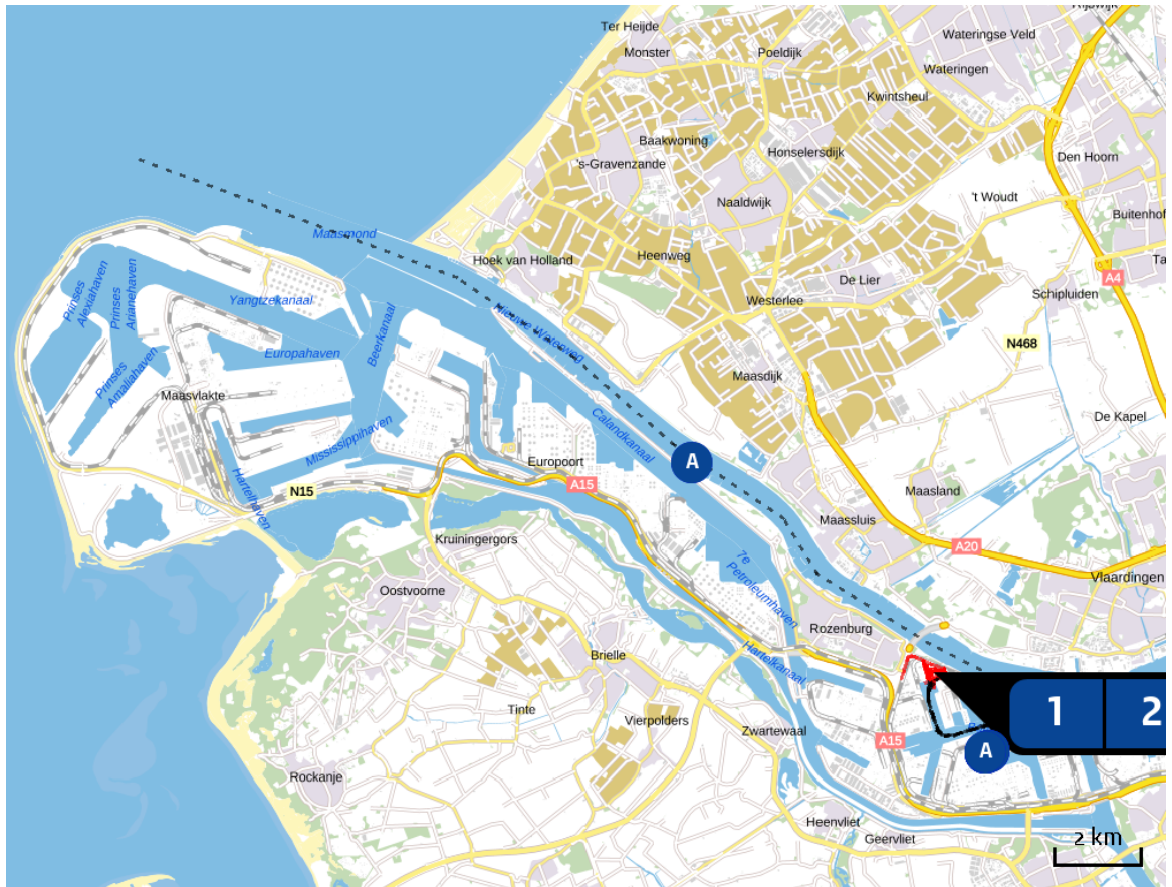 Rijswijk
Ter Heijde
Wateringse Veld
Monster
Poeldijk
Wateringen
Kwintsheul
Baakwoning
Honselersdijk
Den Hoorn
's-Gravenzande
't Woudt
Naaldwijk
Buitenhof
Maasmond
Hoek van Holland
Heenweg
De Lier
A4
Prinses
Alexiahaven
Prinses
Arianehaven
Yangtzekanaal
Westerlee
Schipluiden
Beerkanaal
Nieuwe Waterweg
N468
Europahaven
Prinses
Amaliahaven
Maasdijk
Maasvlakte
De Kapel
Calandkanaal
Mississippihaven
Europoort
A
A15
N15
Hartelhaven
Maasland
Maassluis
Kruiningergors
A20
7e
Petroleumhaven
Vlaardingen
Oostvoorne
Rozenburg
Brielle
Hartelkanaal
Tinte
Vierpolders
Zwartewaal
1
2
A15
A
Rockanje
Heenvliet
Geervliet
2 km